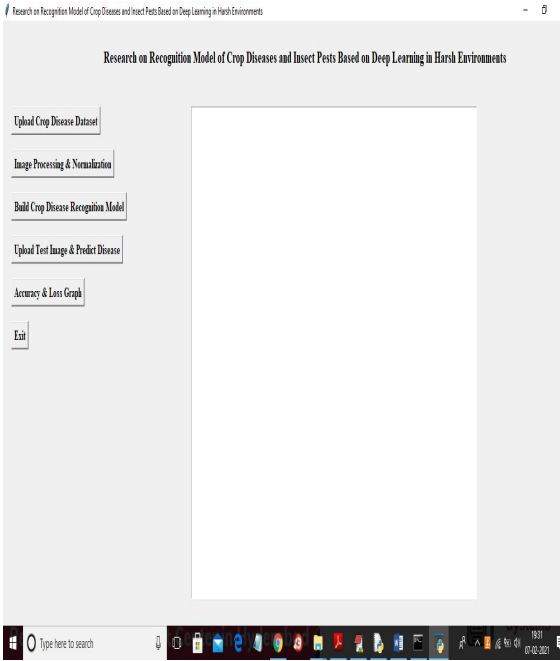 Research on Recognition Model of Crop Diseases and Insect Pests Based on Deep Learning in Harsh Environments
Research on Recognition Model of Crop Diseases and Insect Pests Based on Deep Learning in Harsh Environments
Upload Crop Disease Dataset
Image Processing & Normalization
Build Crop Disease Recognition Model
Upload Test Image & Predict Disease
Accuracy & Loss Graph
Exit
Type here to search
19:31
07-02-2021